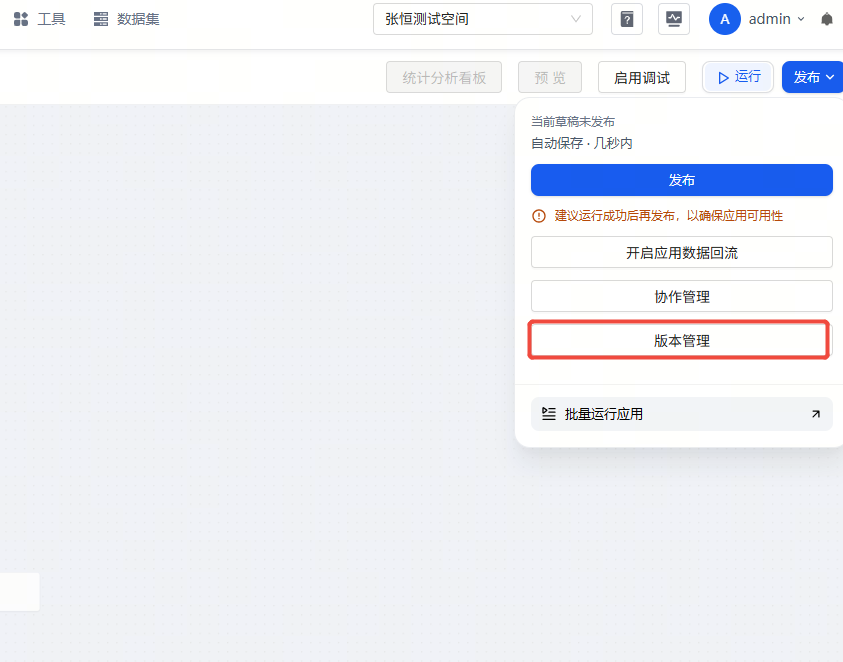 工具
数据集
张恒测试空间
A
admin
统计分析看板
预 览
启用调试
运行
发布
当前草稿未发布
自动保存 · 几秒内
发布
建议运行成功后再发布，以确保应用可用性
开启应用数据回流
协作管理
版本管理
批量运行应用